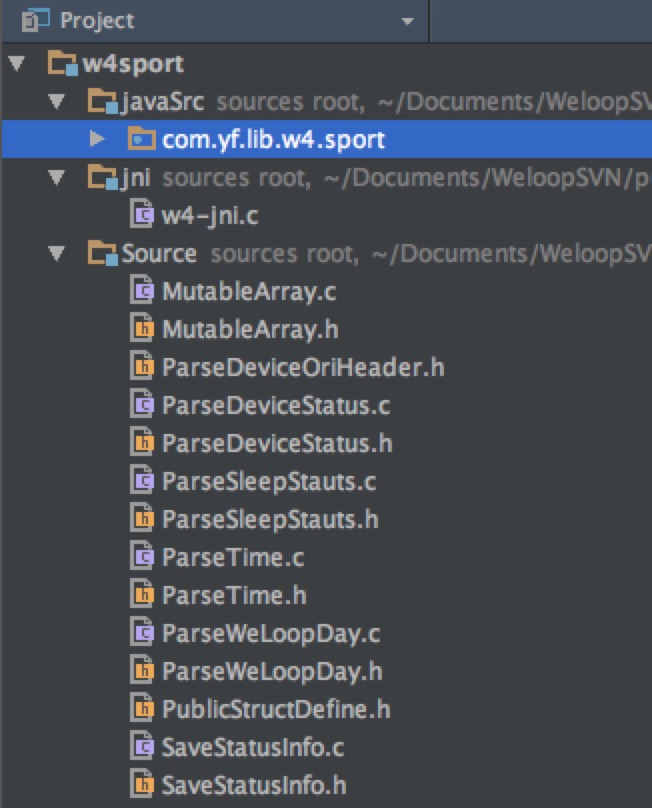 Project
w4sport
javaSrc sources root, ~/Documents/WeloopSV
com.yf.lib.w4.sport
jni sources root, ~/Documents/WeLoopSVN/p
w4-jni.c
Source sources root, ~/Documents/WeloopSV
MutableArray.c
MutableArray.h
ParseDeviceOriHeader.h
ParseDeviceStatus.c
ParseDeviceStatus.h
ParseSleepStauts.c
ParseSleepStauts.h
ParseTime.c
ParseTime.h
ParseWeLoopDay.c
ParseWeLoopDay.h
PublicStructDefine.h
SaveStatusInfo.c
SaveStatusInfo.h